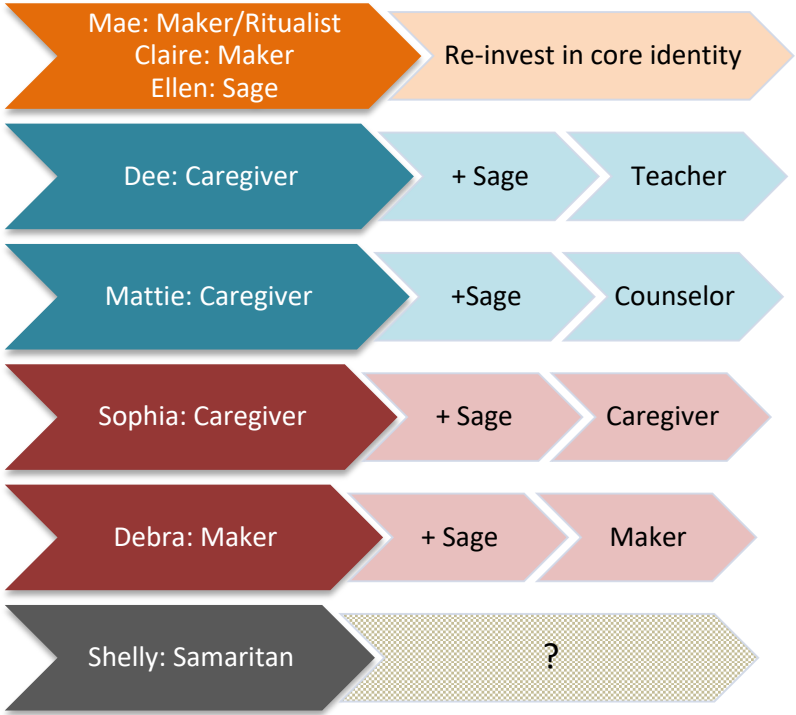 Mae: Maker/Ritualist
Claire: Maker
Ellen: Sage
Re-invest in core identity
Dee: Caregiver
+ Sage
Teacher
Mattie: Caregiver
+Sage
Counselor
Sophia: Caregiver
+ Sage
Caregiver
Debra: Maker
+ Sage
Maker
Shelly: Samaritan
?